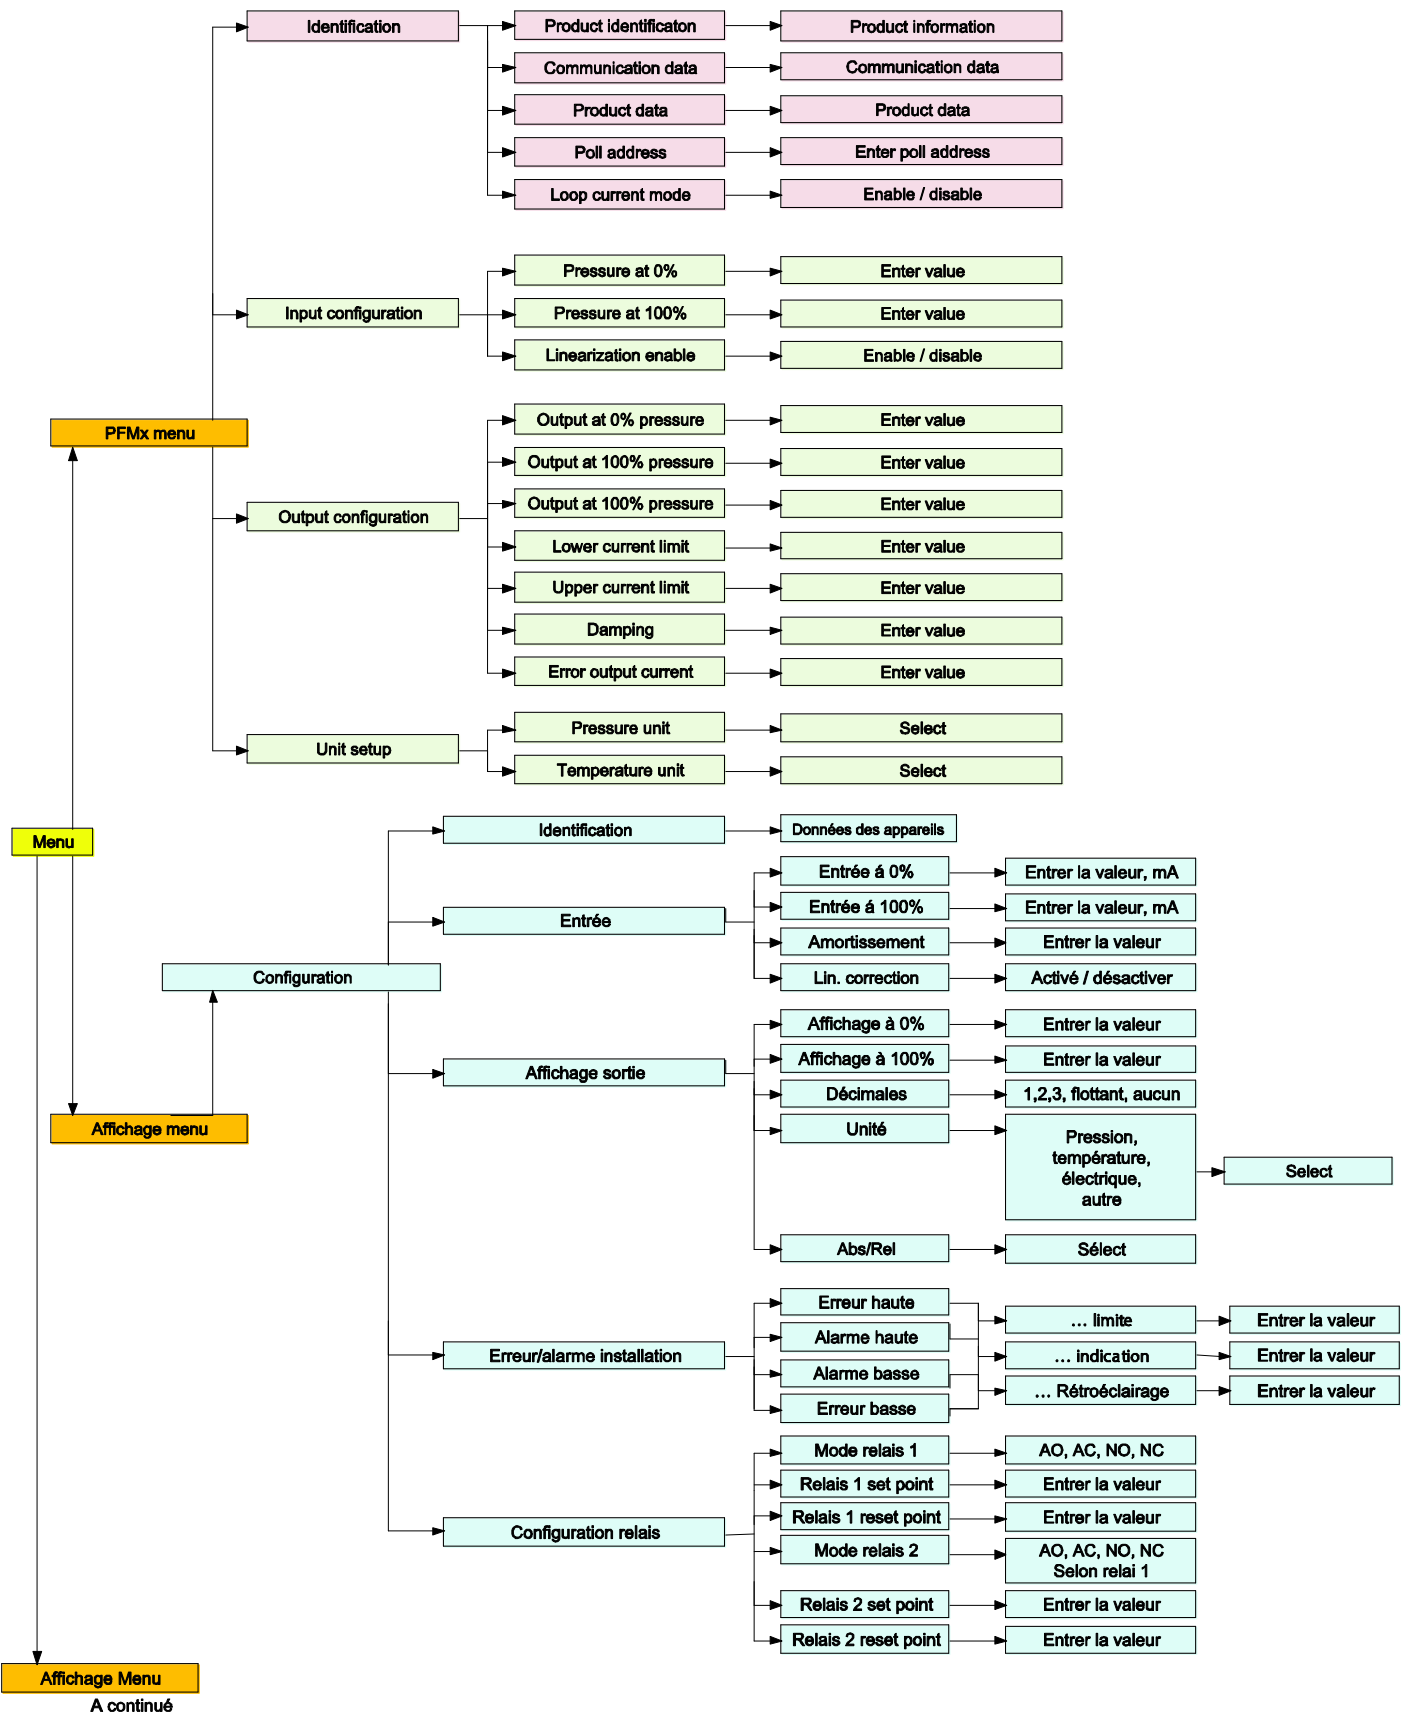 Identification
Product identificaton
Product information
Communication data
Communication data
Product data
Product data
Poll address
Enter poll address
Loop current mode
Enable / disable
Pressure at 0%
Enter value
Input configuration
Pressure at 100%
Enter value
Linearization enable
Enable / disable
PFMx menu
Output at 0% pressure
Enter value
Output at 100% pressure
Enter value
Output at 100% pressure
Enter value
Output configuration
Lower current limit
Enter value
Upper current limit
Enter value
Damping
Enter value
Error output current
Enter value
Pressure unit
Select
Unit setup
Temperature unit
Select
Menu
Identification
Données des appareils
Entrée á 0%
Entrer la valeur, mA
Entrée
Entrée á 100%
Entrer la valeur, mA
Amortissement
Entrer la valeur
Configuration
Lin. correction
Activé / désactiver
Affichage à 0%
Entrer la valeur
Affichage sortie
Affichage à 100%
Entrer la valeur
Décimales
1,2,3, flottant, aucun
Affichage menu
Unité
Pression,
température,
électrique,
autre
Select
Abs/Rel
Sélect
Erreur haute
... limite
Entrer la valeur
Alarme haute
Erreur/alarme installation
... indication
Entrer la valeur
Alarme basse
... Rétroéclairage
Entrer la valeur
Erreur basse
Mode relais 1
AO, AC, NO, NC
Relais 1 set point
Entrer la valeur
Relais 1 reset point
Entrer la valeur
Configuration relais
Mode relais 2
AO, AC, NO, NC
Selon relai 1
Relais 2 set point
Entrer la valeur
Relais 2 reset point
Entrer la valeur
Affichage Menu
A continué